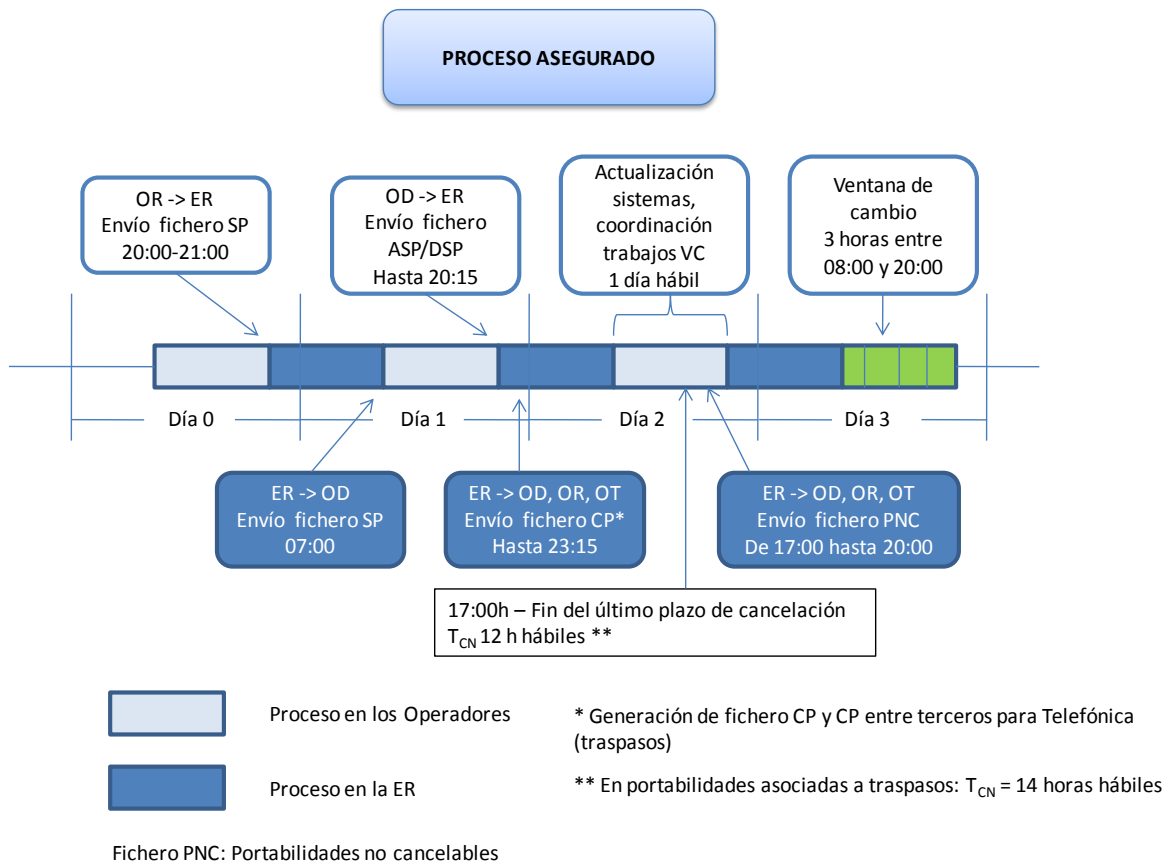 PROCESO ASEGURADO
OR -> ER
Envío fichero SP
20:00-21:00
OD -> ER
Envío fichero
ASP/DSP
Hasta 20:15
Actualización
sistemas,
coordinación
trabajos VC
1 día hábil
Ventana de
cambio
3 horas entre
08:00 y 20:00
Día 0
Día 1
Día 2
Día 3
ER -> OD
Envío fichero SP
07:00
ER -> OD, OR, OT
Envío fichero CP*
Hasta 23:15
ER -> OD, OR, OT
Envío fichero PNC
De 17:00 hasta 20:00
17:00h – Fin del último plazo de cancelación
TCN 12 h hábiles **
Proceso en los Operadores
Proceso en la ER
* Generación de fichero CP y CP entre terceros para Telefónica
(traspasos)
** En portabilidades asociadas a traspasos: TCN = 14 horas hábiles
Fichero PNC: Portabilidades no cancelables